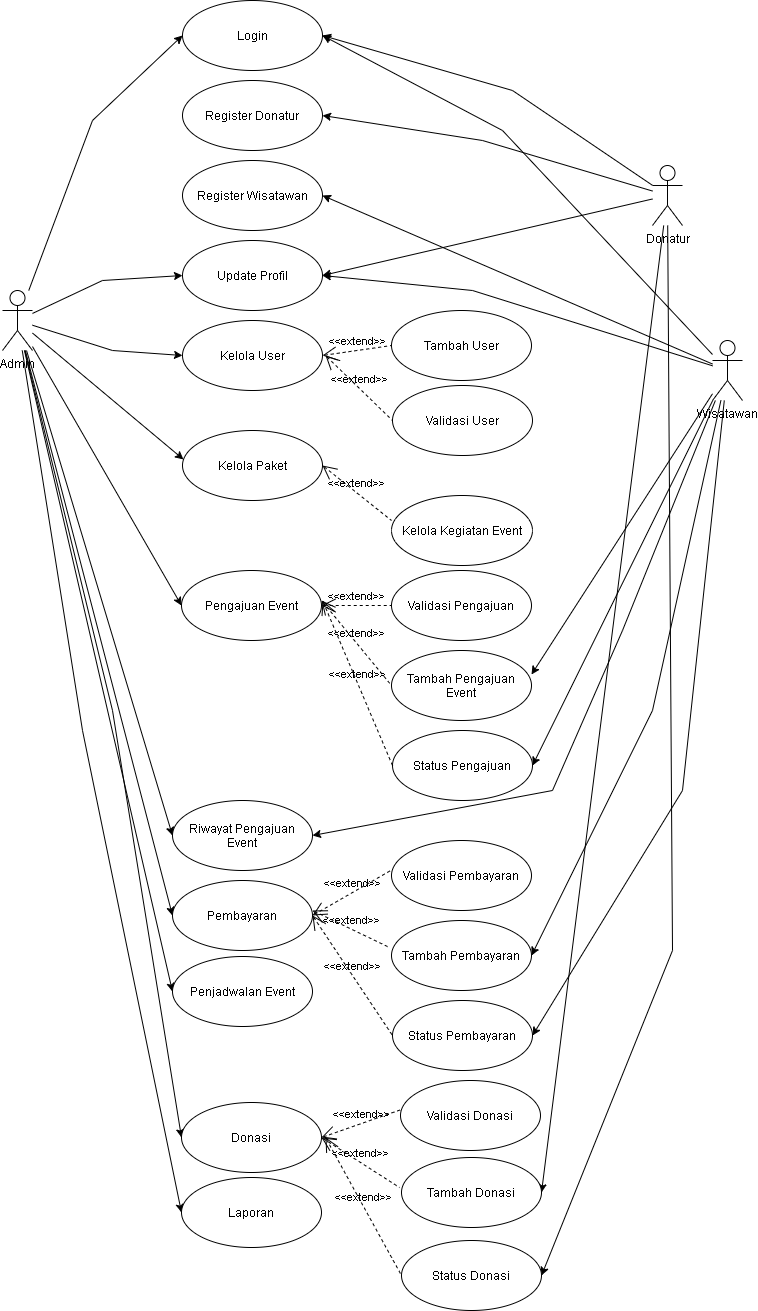 Login
Register Donatur
Register Wisatawan
Donatur
Update Profil
Admin
Kelola User
<<extend>>
Tambah User
<<extend>>
Validasi User
Wisatawan
Kelola Paket
<<extend>>
Kelola Kegiatan Event
Pengajuan Event
<<extend>>
Validasi Pengajuan
<<extend>>
Tambah Pengajuan
Event
<<extend>>
Status Pengajuan
Riwayat Pengajuan
Event
Pembayaran
<<extend>>
Validasi Pembayaran
<<extend>>
Tambah Pembayaran
<<extend>>
Status Pembayaran
Penjadwalan Event
Donasi
<<extend>>
Validasi Donasi
<<extend>>
Tambah Donasi
<<extend>>
Status Donasi
Laporan